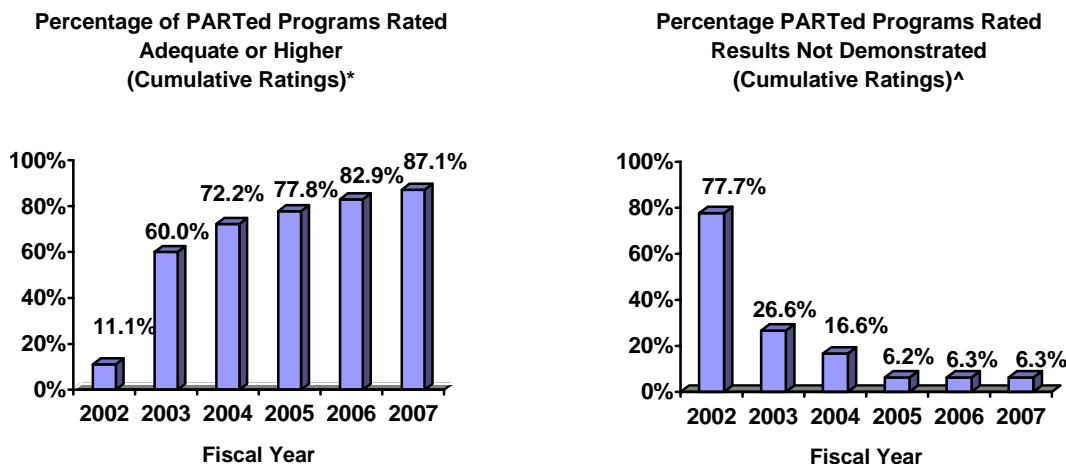 Percentage of PARTed Programs Rated
Adequate or Higher
(Cumulative Ratings)*
100%
80%
60%
40%
20%
0%
11.1%
60.0%
72.2%
77.8%
82.9%
87.1%
2002 2003 2004 2005 2006 2007
Fiscal Year
Percentage PARTed Programs Rated
Results Not Demonstrated
(Cumulative Ratings)^
100%
80%
60%
40%
20%
0%
77.7%
26.6%
16.6%
6.2%
6.3%
6.3%
2002 2003 2004 2005 2006 2007
Fiscal Year